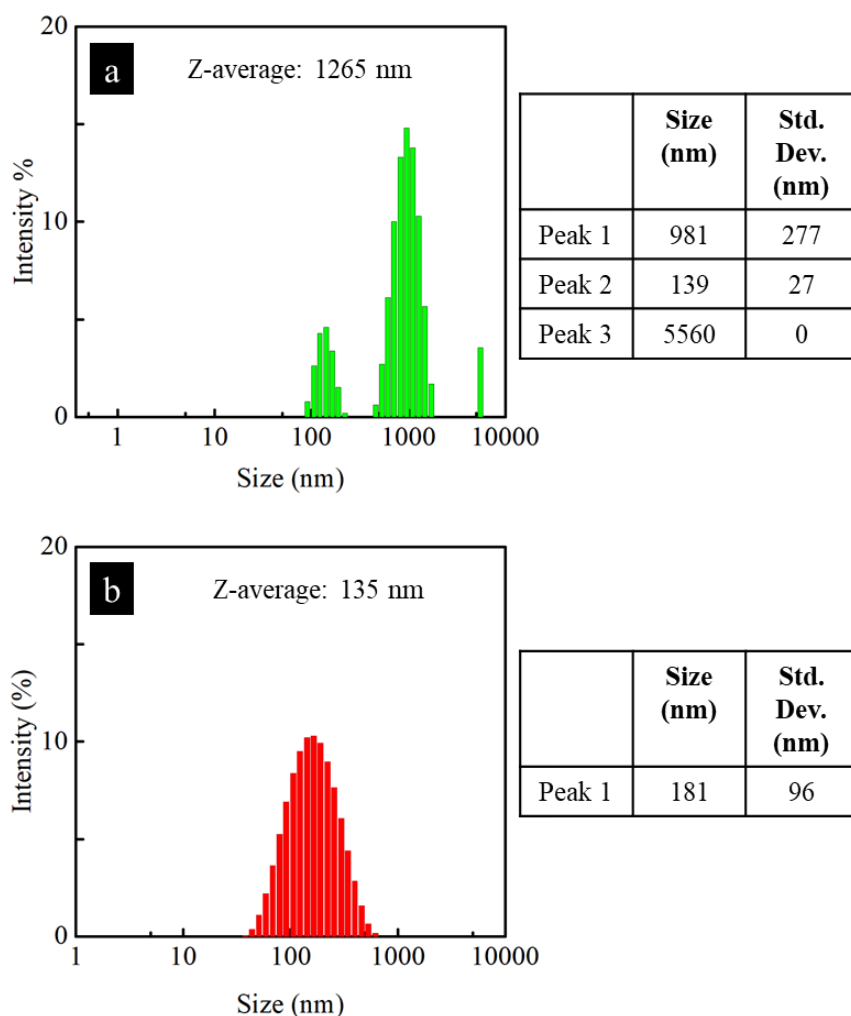 20
a
Z-average: 1265 nm
10
0
Intensity %
1 10 100 1000 10000
Size (nm)
Size (nm) Std. Dev. (nm)
Peak 1 981 277
Peak 2 139 27
Peak 3 5560 0
20
b
Z-average: 135 nm
10
0
Intensity (%)
1 10 100 1000 10000
Size (nm)
Size (nm) Std. Dev. (nm)
Peak 1 181 96